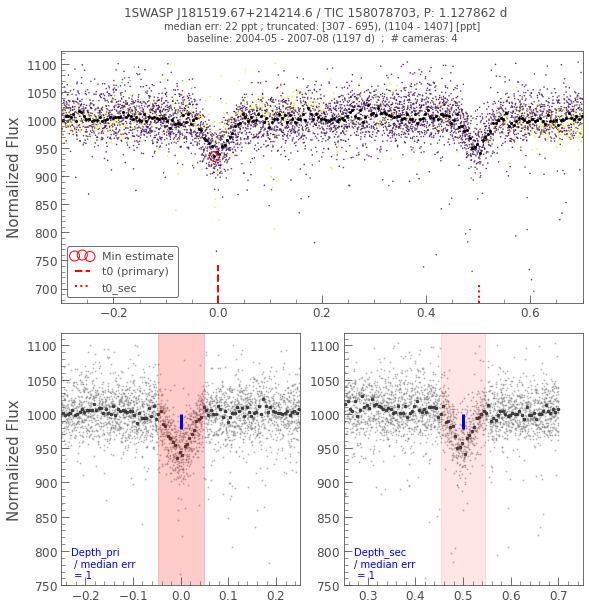 1SWASP J181519.67+214214.6 / TIC 158078703, P: 1.127862 d
median err: 22 ppt ; truncated: [307 - 695), (1104 - 1407] [ppt]
baseline: 2004-05 - 2007-08 (1197 d)  ;  # cameras: 4
Normalized Flux
1100
1050
1000
950
900
850
800
750
700
Min estimate
t0 (primary)
t0_sec
−0.2 0.0 0.2 0.4 0.6
Normalized Flux
1100
1050
1000
950
900
850
800
750
Depth_pri
/ median err
= 1
−0.2 −0.1 0.0 0.1 0.2
1100
1050
1000
950
900
850
800
750
Depth_sec
/ median err
= 1
0.3 0.4 0.5 0.6 0.7